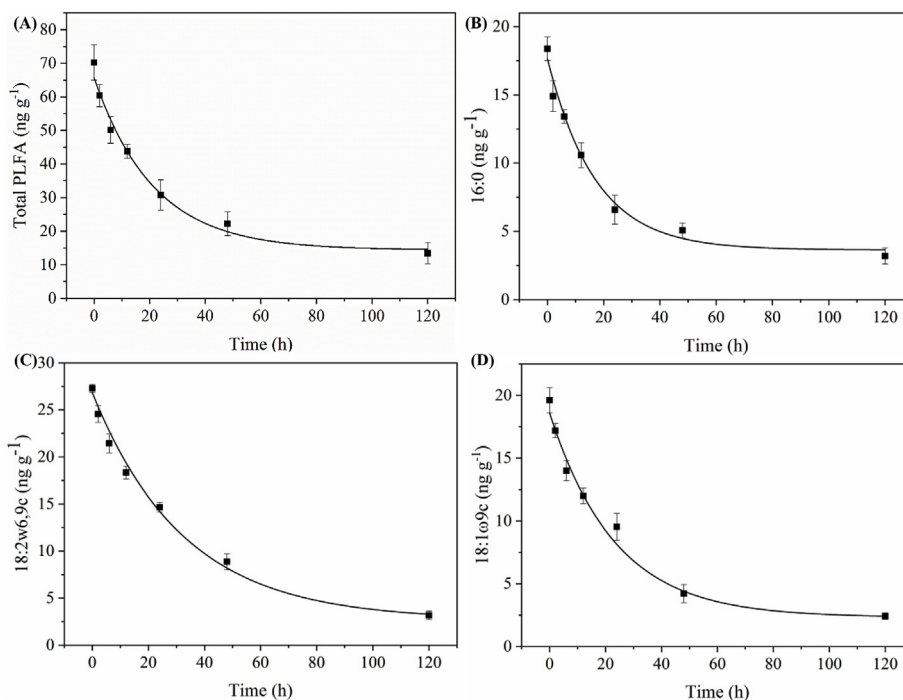 (A)
Total PLFA (ng g-1)
80
70
60
50
40
30
20
10
0
0 20 40 60 80 100 120
Time (h)
(B)
16:0 (ng g-1)
20
15
10
5
0
0 20 40 60 80 100 120
Time (h)
(C)
18:2w6,9c (ng g-1)
30
25
20
15
10
5
0
0 20 40 60 80 100 120
Time (h)
(D)
18:1ω9c (ng g-1)
20
15
10
5
0
0 20 40 60 80 100 120
Time (h)